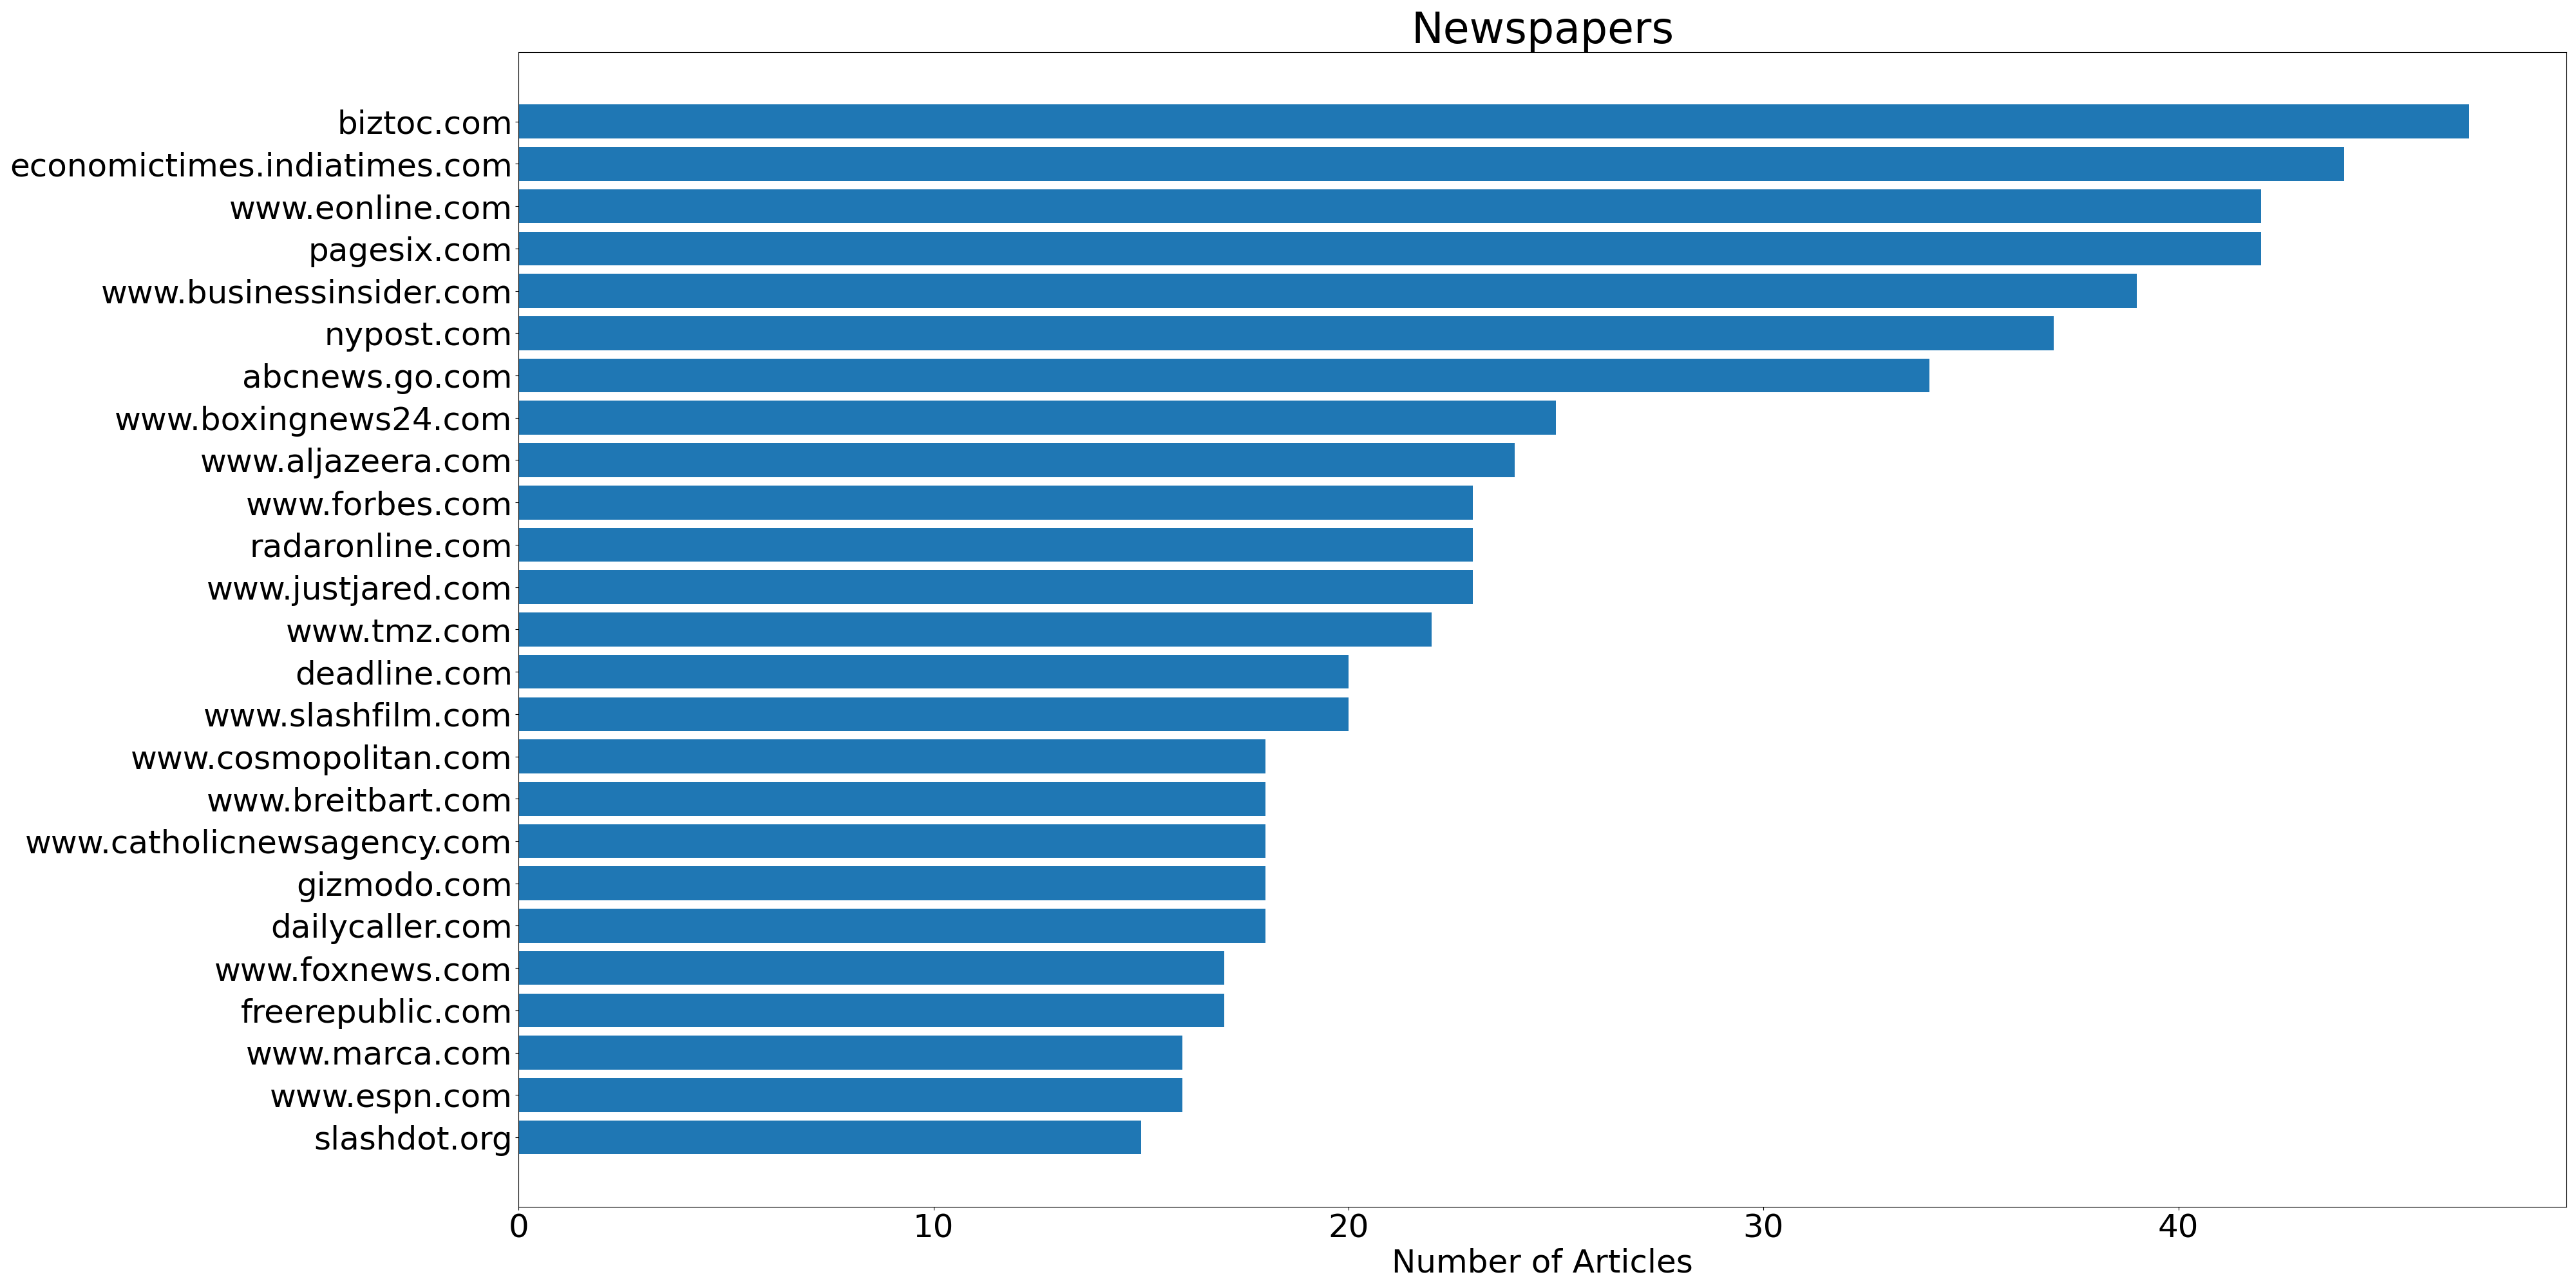 Newspapers
biztoc.com
economictimes.indiatimes.com
www.eonline.com
pagesix.com
www.businessinsider.com
nypost.com
abcnews.go.com
www.boxingnews24.com
www.aljazeera.com
www.forbes.com
radaronline.com
www.justjared.com
www.tmz.com
deadline.com
www.slashfilm.com
www.cosmopolitan.com
www.breitbart.com
www.catholicnewsagency.com
gizmodo.com
dailycaller.com
www.foxnews.com
freerepublic.com
www.marca.com
www.espn.com
slashdot.org
0 10 20 30 40
Number of Articles